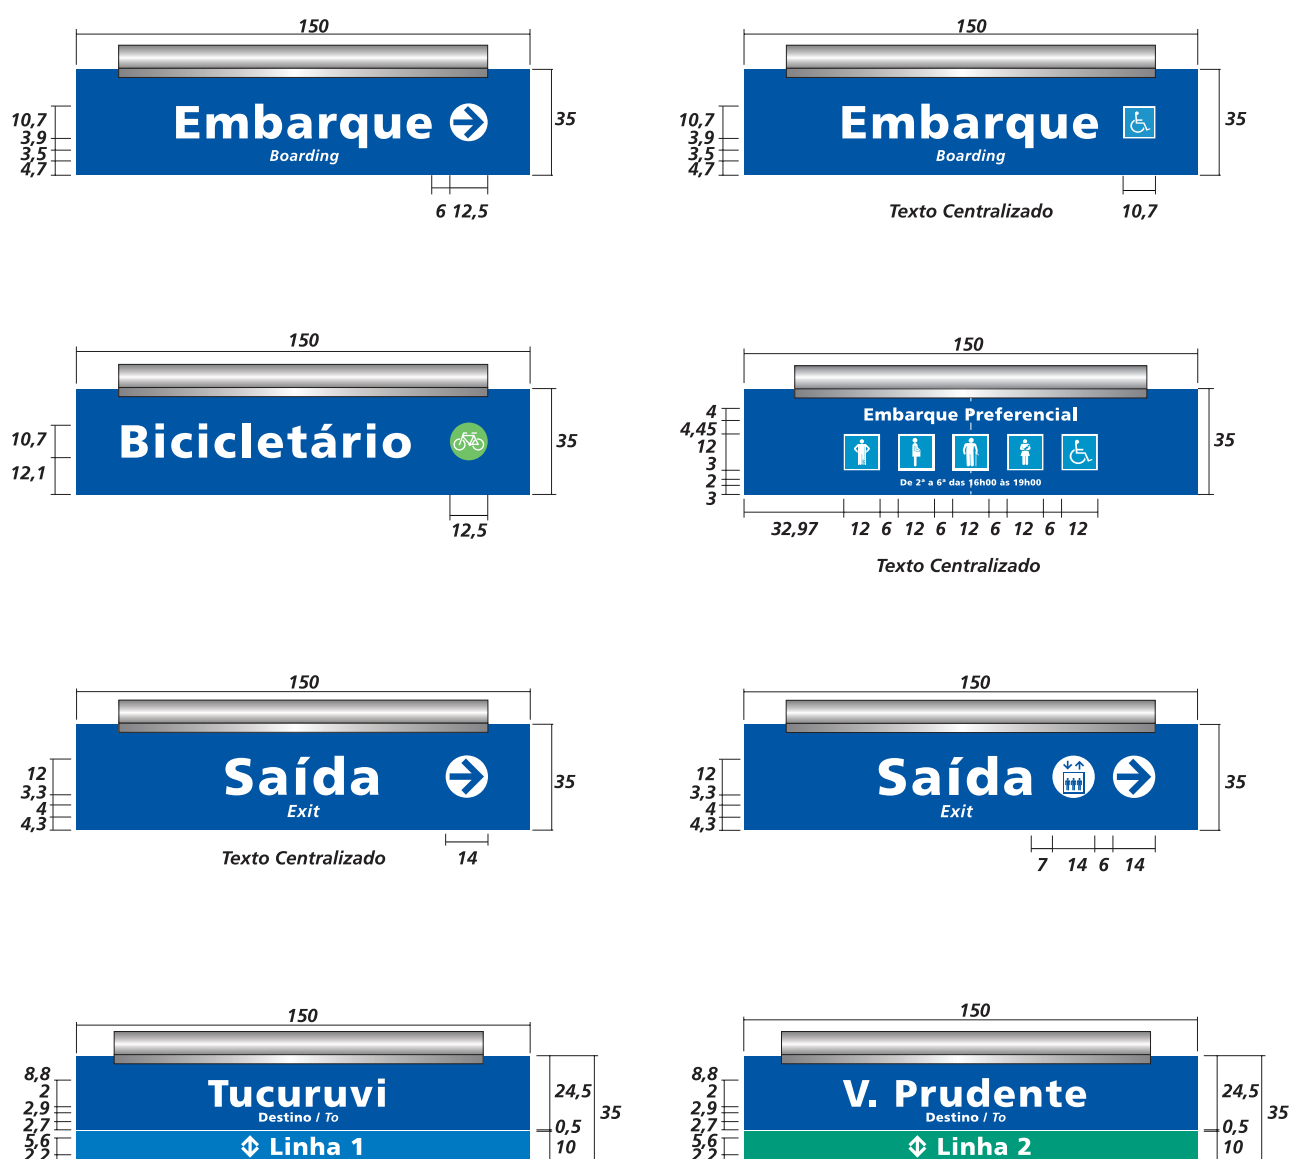 150
Embarque
Boarding
10,7
3,9
3,5
4,7
35
6 12,5
150
Embarque
Boarding
10,7
3,9
3,5
4,7
35
Texto Centralizado
10,7
150
Bicicletário
10,7
12,1
35
12,5
150
Embarque Preferencial
De 2ª a 6ª das 16h00 às 19h00
4
4,45
12
3
2
3
35
32,97 12 6 12 6 12 6 12 6 12
Texto Centralizado
150
Saída
Exit
12
3,3
4
4,3
35
Texto Centralizado
14
150
Saída
Exit
12
3,3
4
4,3
35
7 14 6 14
150
Tucuruvi
Destino / To
Linha 1
8,8
2
2,9
2,7
5,6
2,2
24,5
0,5
10
35
150
V. Prudente
Destino / To
Linha 2
8,8
2
2,9
2,7
5,6
2,2
24,5
0,5
10
35